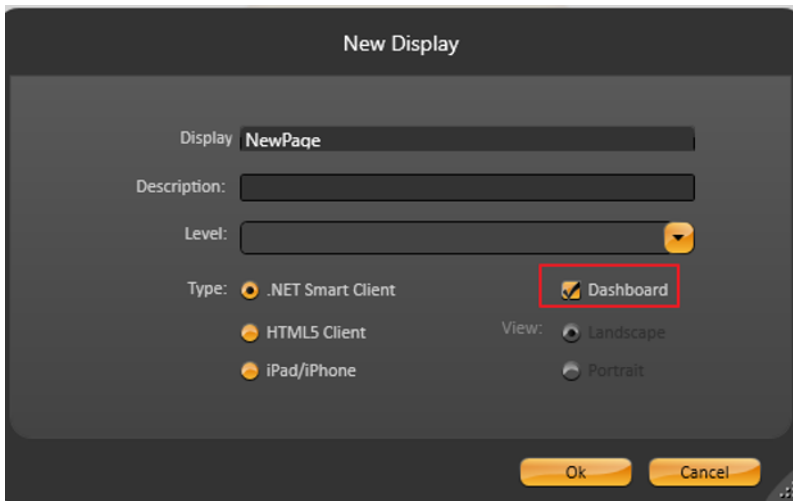 New Display
Display NewPage
Description:
Level:
Type: .NET Smart Client Dashboard
HTML5 Client View: Landscape
iPad/iPhone Portrait
Ok Cancel